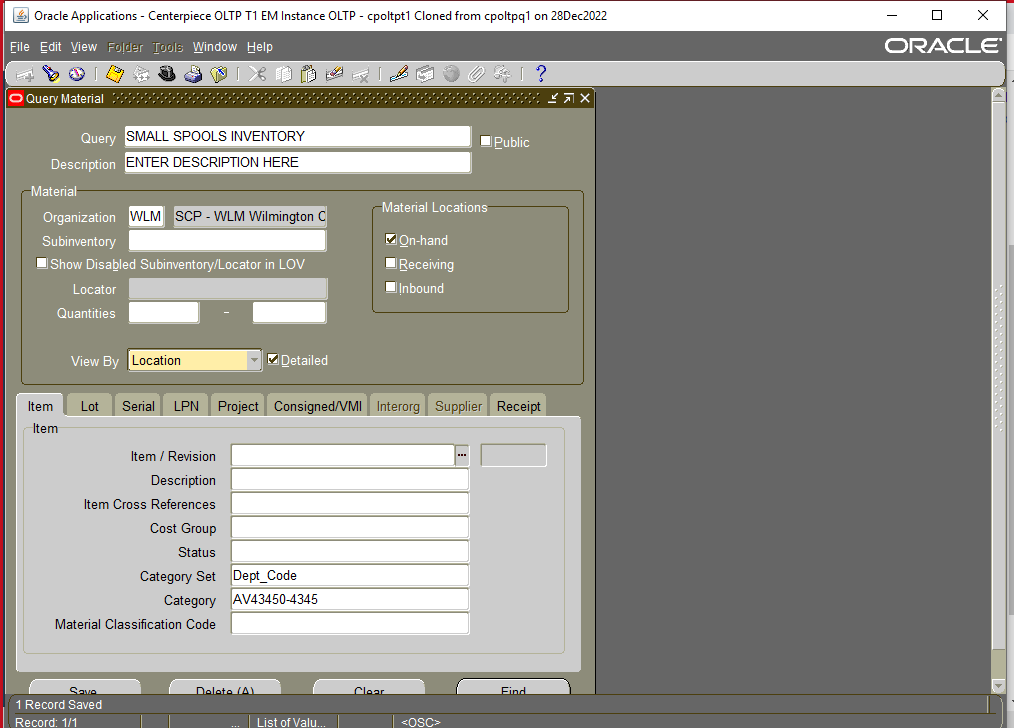 Oracle Applications - Centerpiece OLTP T1 EM Instance OLTP - cpoltpt1 Cloned from cpoltpq1 on 28Dec2022
File Edit View Folder Tools Window Help
ORACLE
Query Material
Query SMALL SPOOLS INVENTORY
Public
Description ENTER DESCRIPTION HERE
Material
Organization WLM SCP - WLM Wilmington C
Material Locations
Subinventory
On-hand
Show Disabled Subinventory/Locator in LOV
Receiving
Locator
Inbound
Quantities -
View By Location Detailed
Item Lot Serial LPN Project Consigned/VMI Interorg Supplier Receipt
Item
Item / Revision
Description
Item Cross References
Cost Group
Status
Category Set Dept_Code
Category AV43450-4345
Material Classification Code
Save Delete (A) Clear Find
1 Record Saved
Record: 1/1 ... List of Valu... <OSC>